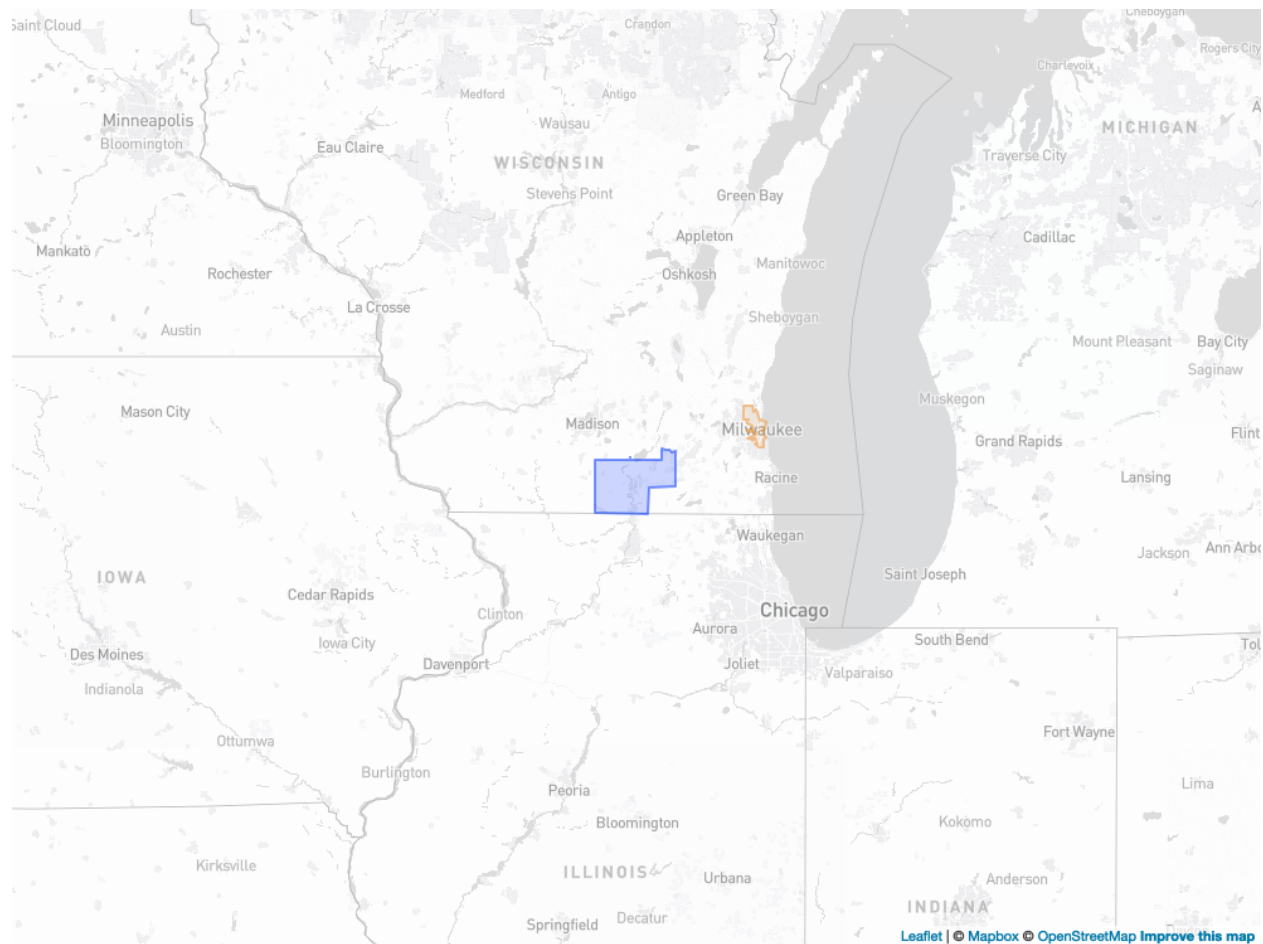 Saint Cloud
Crandon
Cheboygan
Rogers City
Charlevoix
Medford
Antigo
Minneapolis
Wausau
MICHIGAN
Bloomington
Eau Claire
WISCONSIN
Traverse City
Stevens Point
Green Bay
Appleton
Cadillac
Mankato
Manitowoc
Rochester
Oshkosh
La Crosse
Sheboygan
Austin
Mount Pleasant
Bay City
Saginaw
Muskegon
Mason City
Madison
Milwaukee
Flint
Grand Rapids
Racine
Lansing
Waukegan
Ann Arbo
Jackson
IOWA
Saint Joseph
Cedar Rapids
Chicago
Clinton
Aurora
Iowa City
South Bend
Tol
Des Moines
Davenport
Joliet
Valparaiso
Indianola
Fort Wayne
Ottumwa
Burlington
Lima
Peoria
Kokomo
Bloomington
Kirksville
ILLINOIS
Urbana
Anderson
INDIANA
Springfield
Decatur
Leaflet | © Mapbox © OpenStreetMap Improve this map